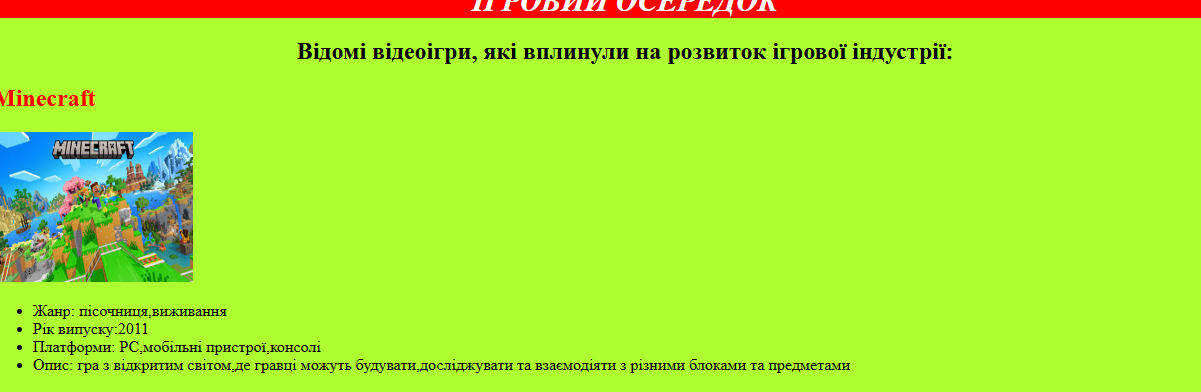 ІГРОВИЙ ОСЕРЕДОК
Відомі відеоігри, які вплинули на розвиток ігрової індустрії:
Minecraft
MINECRAFT
Жанр: пісочниця,виживання
Рік випуску:2011
Платформи: PC,мобільні пристрої,консолі
Опис: гра з відкритим світом,де гравці можуть будувати,досліджувати та взаємодіяти з різними блоками та предметами